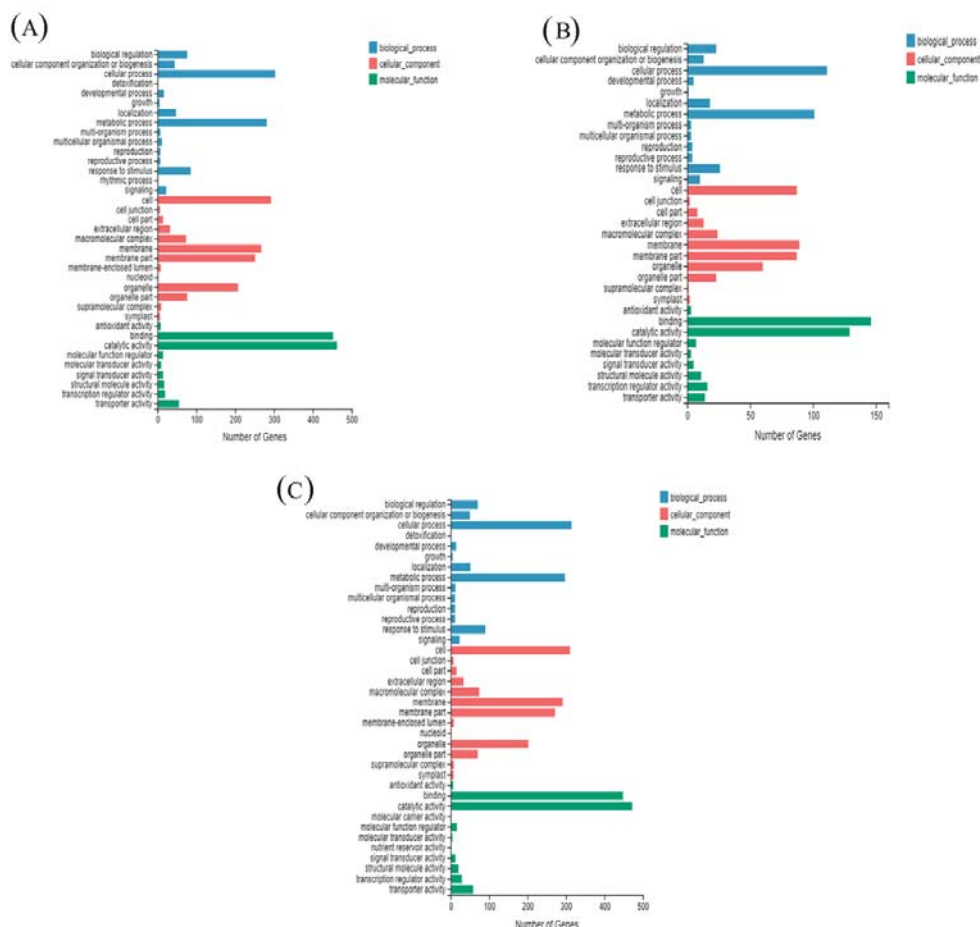 (A)
biological_process
cellular_component
molecular_function
biological regulation
cellular component organization or biogenesis
cellular process
detoxification
developmental process
growth
localization
metabolic process
multi-organism process
multicellular organismal process
reproduction
reproductive process
response to stimulus
rhythmic process
signaling
cell
cell junction
cell part
extracellular region
macromolecular complex
membrane
membrane part
membrane-enclosed lumen
nucleoid
organelle
organelle part
supramolecular complex
symplast
antioxidant activity
binding
catalytic activity
molecular function regulator
molecular transducer activity
signal transducer activity
structural molecule activity
transcription regulator activity
transporter activity
0 100 200 300 400 500
Number of Genes
(B)
biological_process
cellular_component
molecular_function
biological regulation
cellular component organization or biogenesis
cellular process
developmental process
growth
localization
metabolic process
multi-organism process
multicellular organismal process
reproduction
reproductive process
response to stimulus
signaling
cell
cell junction
cell part
extracellular region
macromolecular complex
membrane
membrane part
organelle
organelle part
supramolecular complex
symplast
antioxidant activity
binding
catalytic activity
molecular function regulator
molecular transducer activity
signal transducer activity
structural molecule activity
transcription regulator activity
transporter activity
0 50 100 150
Number of Genes
(C)
biological_process
cellular_component
molecular_function
biological regulation
cellular component organization or biogenesis
cellular process
detoxification
developmental process
growth
localization
metabolic process
multi-organism process
multicellular organismal process
reproduction
reproductive process
response to stimulus
signaling
cell
cell junction
cell part
extracellular region
macromolecular complex
membrane
membrane part
membrane-enclosed lumen
nucleoid
organelle
organelle part
supramolecular complex
symplast
antioxidant activity
binding
catalytic activity
molecular carrier activity
molecular function regulator
molecular transducer activity
nutrient reservoir activity
signal transducer activity
structural molecule activity
transcription regulator activity
transporter activity
0 100 200 300 400 500
Number of Genes